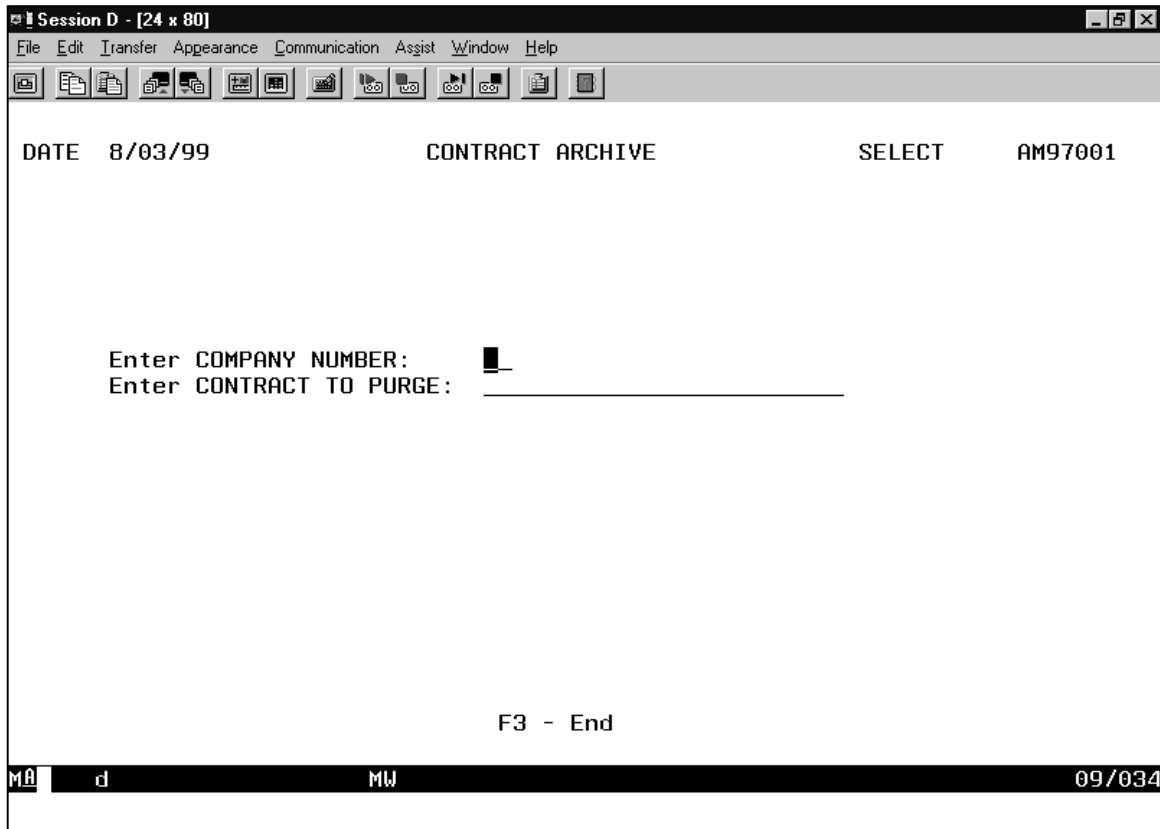 Session D - [24 x 80]
File Edit Transfer Appearance Communication Assist Window Help
DATE 8/03/99 CONTRACT ARCHIVE SELECT AM97001
Enter COMPANY NUMBER:
Enter CONTRACT TO PURGE:
F3 - End
MA d MW 09/034